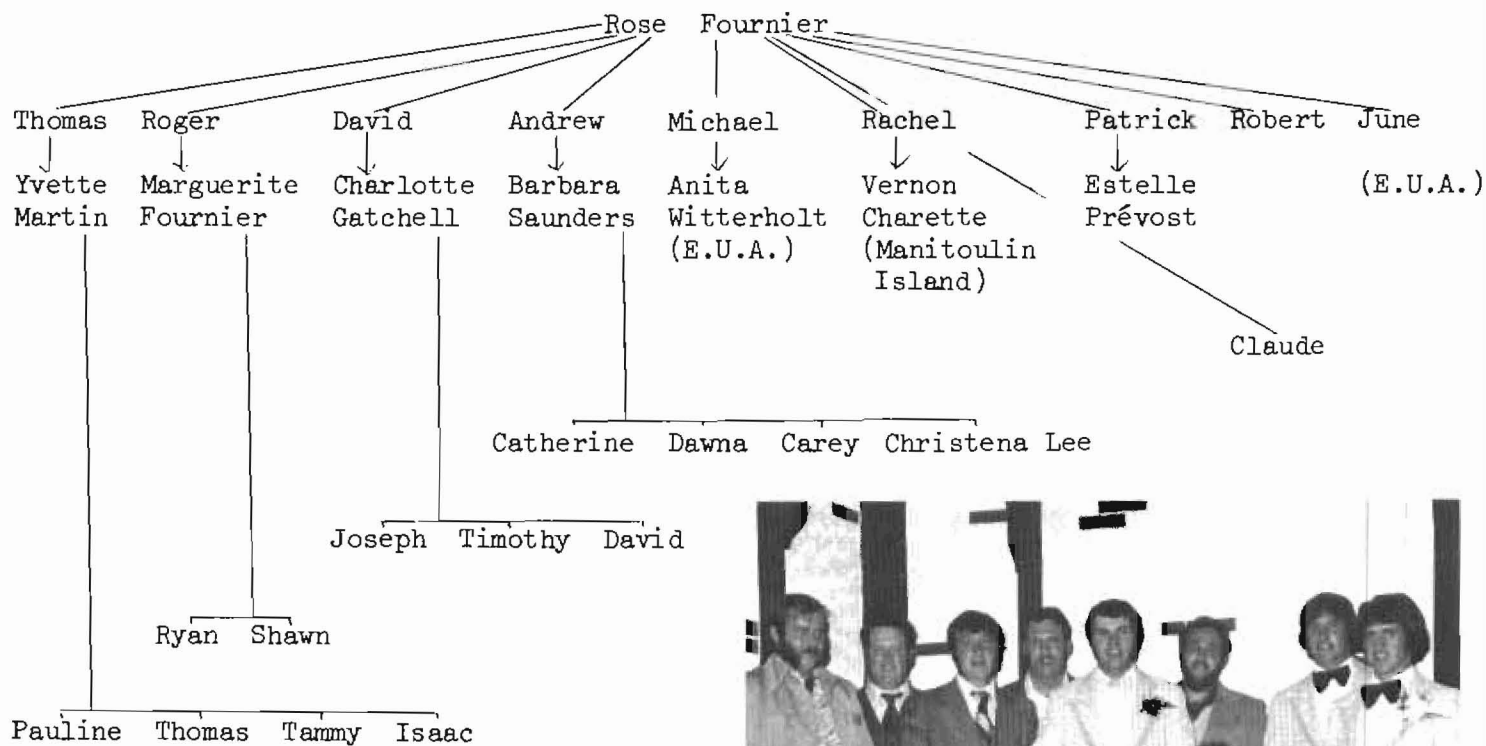 Rose Fournier
Thomas Roger David Andrew Michael Rachel Patrick Robert June
Yvette Marguerite Charlotte Barbara Anita Vernon Estelle (E.U.A.)
Martin Fournier Gatchell Saunders Witterholt Charette Prévost
(E.U.A.) (Manitoulin
Island)
Claude
Catherine Dawna Carey Christena Lee
Joseph Timothy David
Ryan Shawn
Pauline Thomas Tammy Isaac